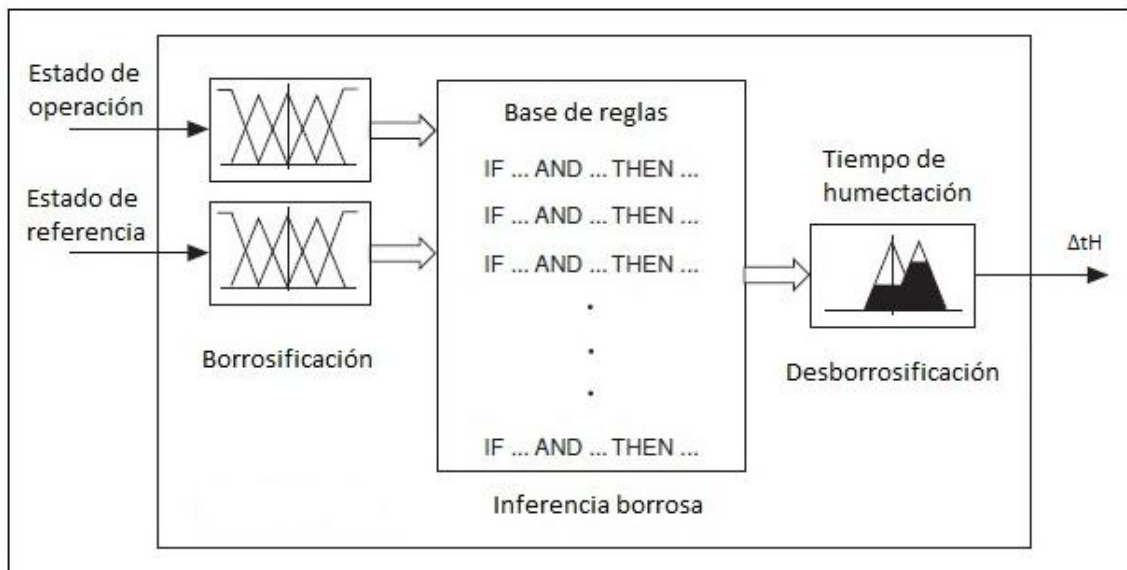 Estado de
operación
Estado de
referencia
Borrosificación
Base de reglas
IF ... AND ... THEN ...
IF ... AND ... THEN ...
IF ... AND ... THEN ...
.
.
.
IF ... AND ... THEN ...
Inferencia borrosa
Tiempo de
humectación
Desborrosificación
ΔtH